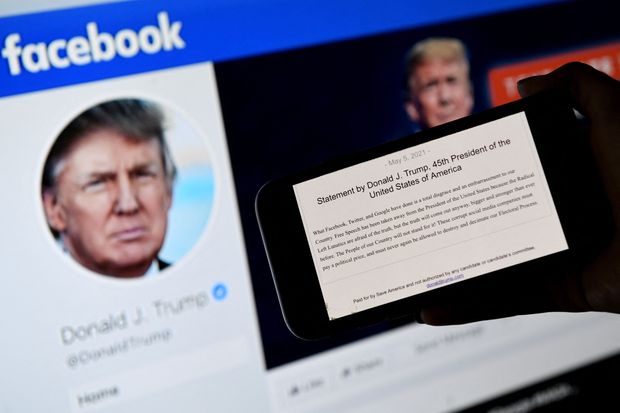 facebook
Donald J. Trump
@DonaldTrump
Home
Like
Share
- May 5, 2021 -
Statement by Donald J. Trump, 45th President of the
United States of America
What Facebook, Twitter, and Google have done is a total disgrace and an embarrassment to our
Country. Free Speech has been taken away from the President of the United States because the Radical
Left Lunatics are afraid of the truth, but the truth will come out anyway, bigger and stronger than ever
before. The People of our Country will not stand for it! These corrupt social media companies must
pay a political price, and must never again be allowed to destroy and decimate our Electoral Process.
Paid for by Save America and not authorized by any candidate or candidate's committee.
donaldjtrump.com